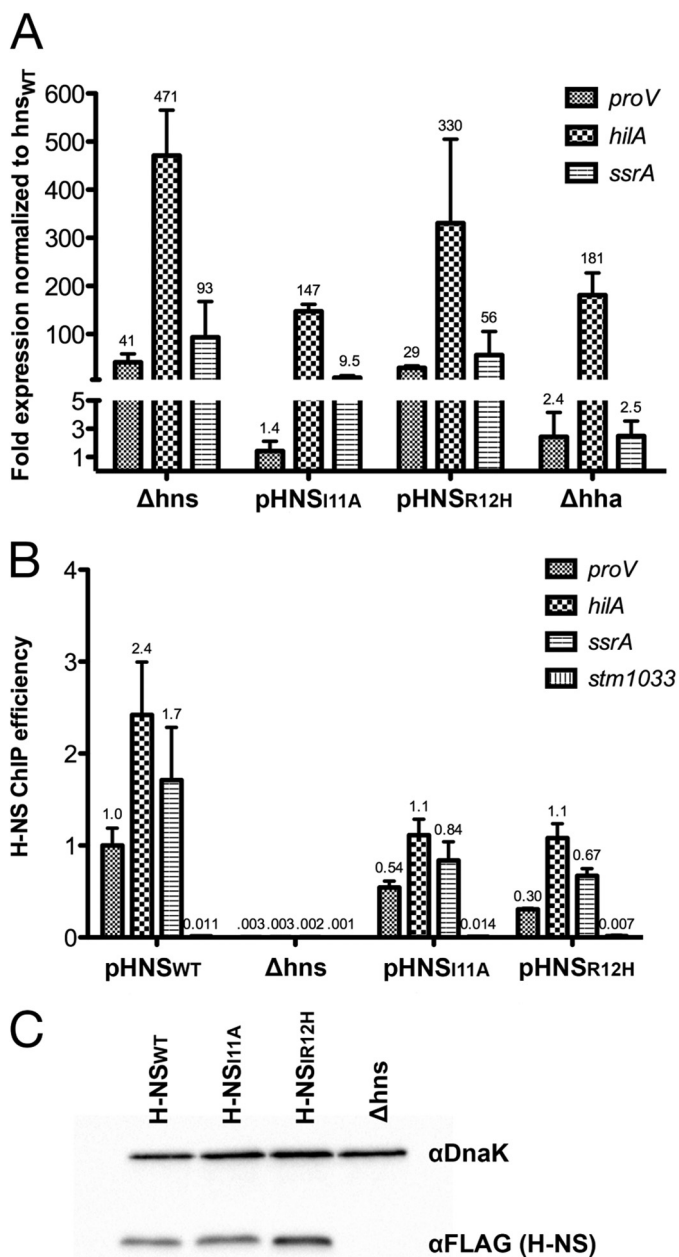 A
Fold expression normalized to hnsWT
600
500
400
300
200
100
5
3
1
proV
hilA
ssrA
41
471
93
1.4
147
9.5
29
330
56
2.4
181
2.5
Δhns
pHNSI11A
pHNSR12H
Δhha
B
H-NS ChIP efficiency
4
3
2
1
0
proV
hilA
ssrA
stm1033
1.0
2.4
1.7
0.011
.003 .003 .002 .001
0.54
1.1
0.84
0.014
0.30
1.1
0.67
0.007
pHNSWT
Δhns
pHNSI11A
pHNSR12H
C
H-NSWT
H-NSI11A
H-NSIR12H
Δhns
αDnaK
αFLAG (H-NS)